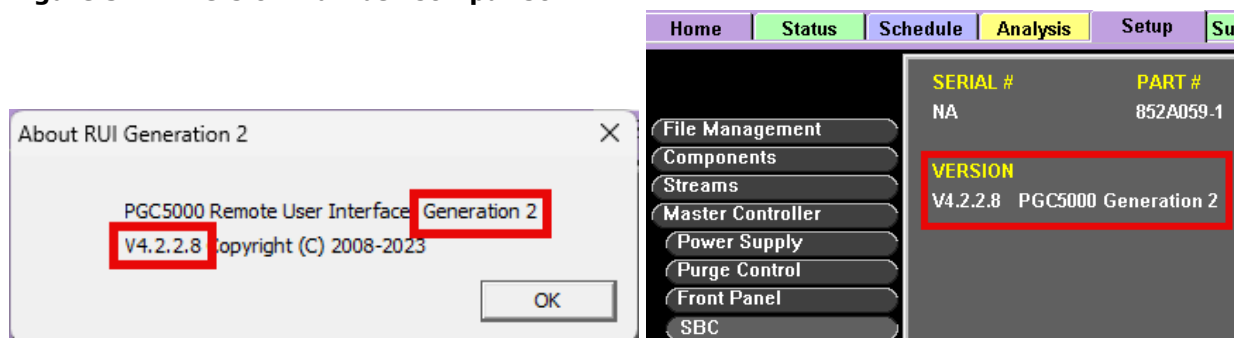 Home Status Schedule Analysis Setup Su
SERIAL # PART #
NA 852A059-1
VERSION
V4.2.2.8 PGC5000 Generation 2
File Management
Components
Streams
Master Controller
Power Supply
Purge Control
Front Panel
SBC
About RUI Generation 2
PGC5000 Remote User Interface Generation 2
V4.2.2.8 Copyright (C) 2008-2023
OK